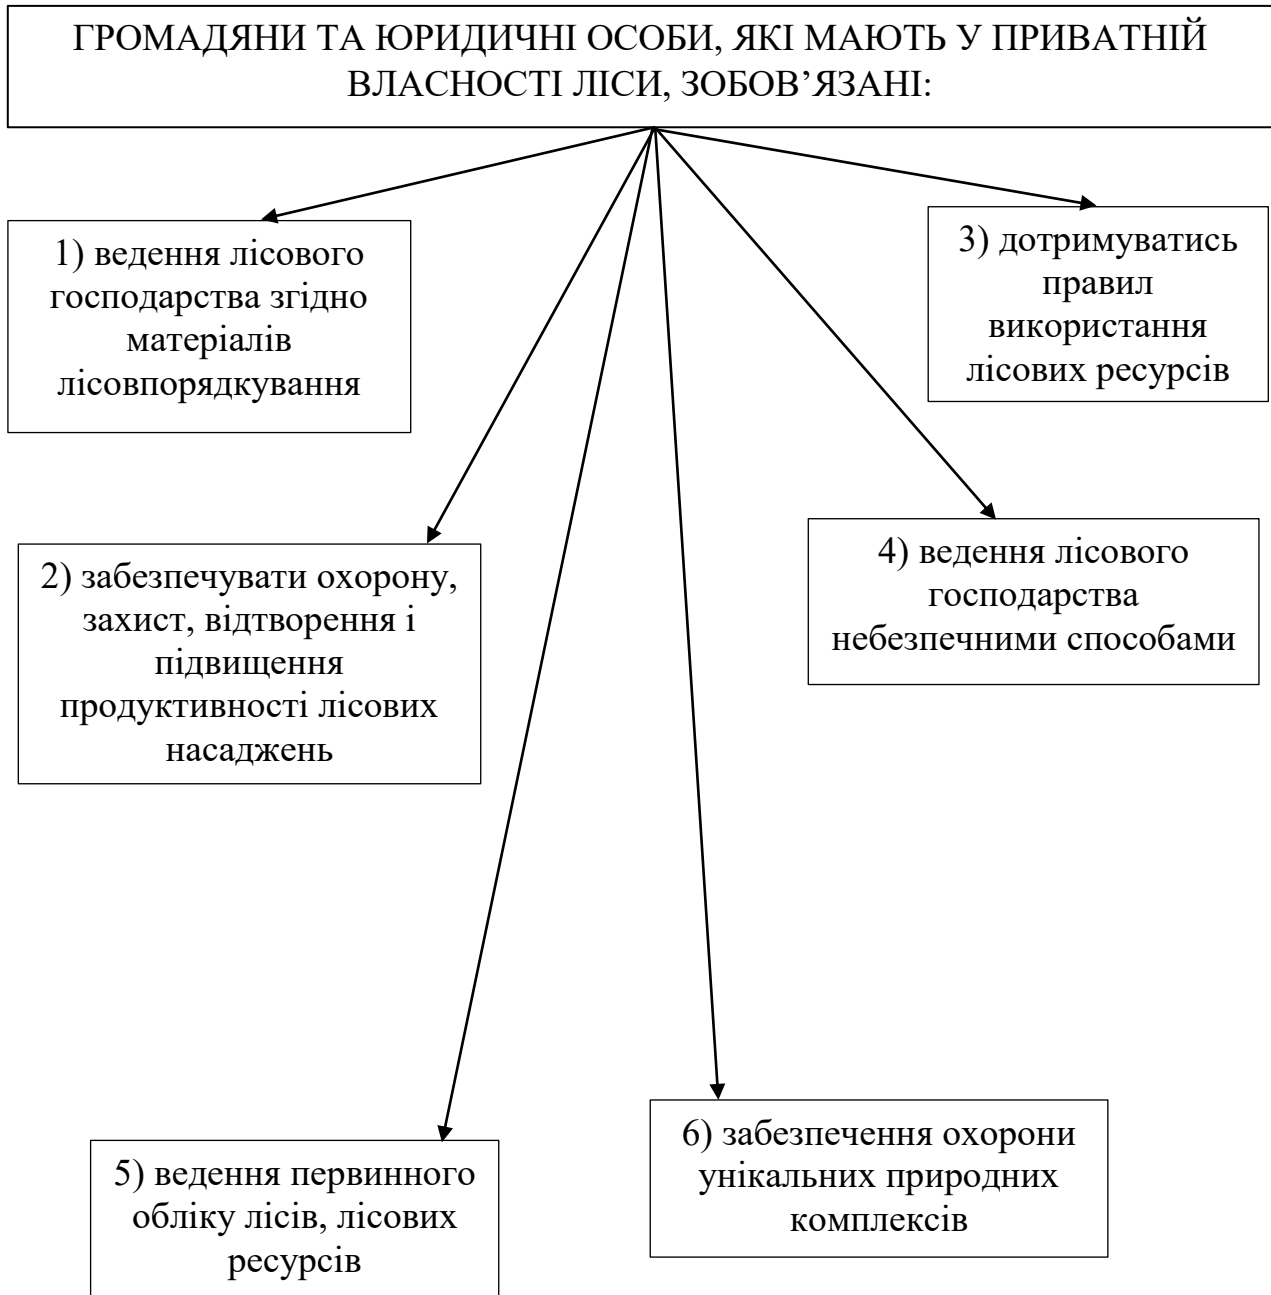 ГРОМАДЯНИ ТА ЮРИДИЧНІ ОСОБИ, ЯКІ МАЮТЬ У ПРИВАТНІЙ
ВЛАСНОСТІ ЛІСИ, ЗОБОВ’ЯЗАНІ:
1) ведення лісового
господарства згідно
матеріалів
лісовпорядкування
3) дотримуватись
правил
використання
лісових ресурсів
2) забезпечувати охорону,
захист, відтворення і
підвищення
продуктивності лісових
насаджень
4) ведення лісового
господарства
небезпечними способами
5) ведення первинного
обліку лісів, лісових
ресурсів
6) забезпечення охорони
унікальних природних
комплексів